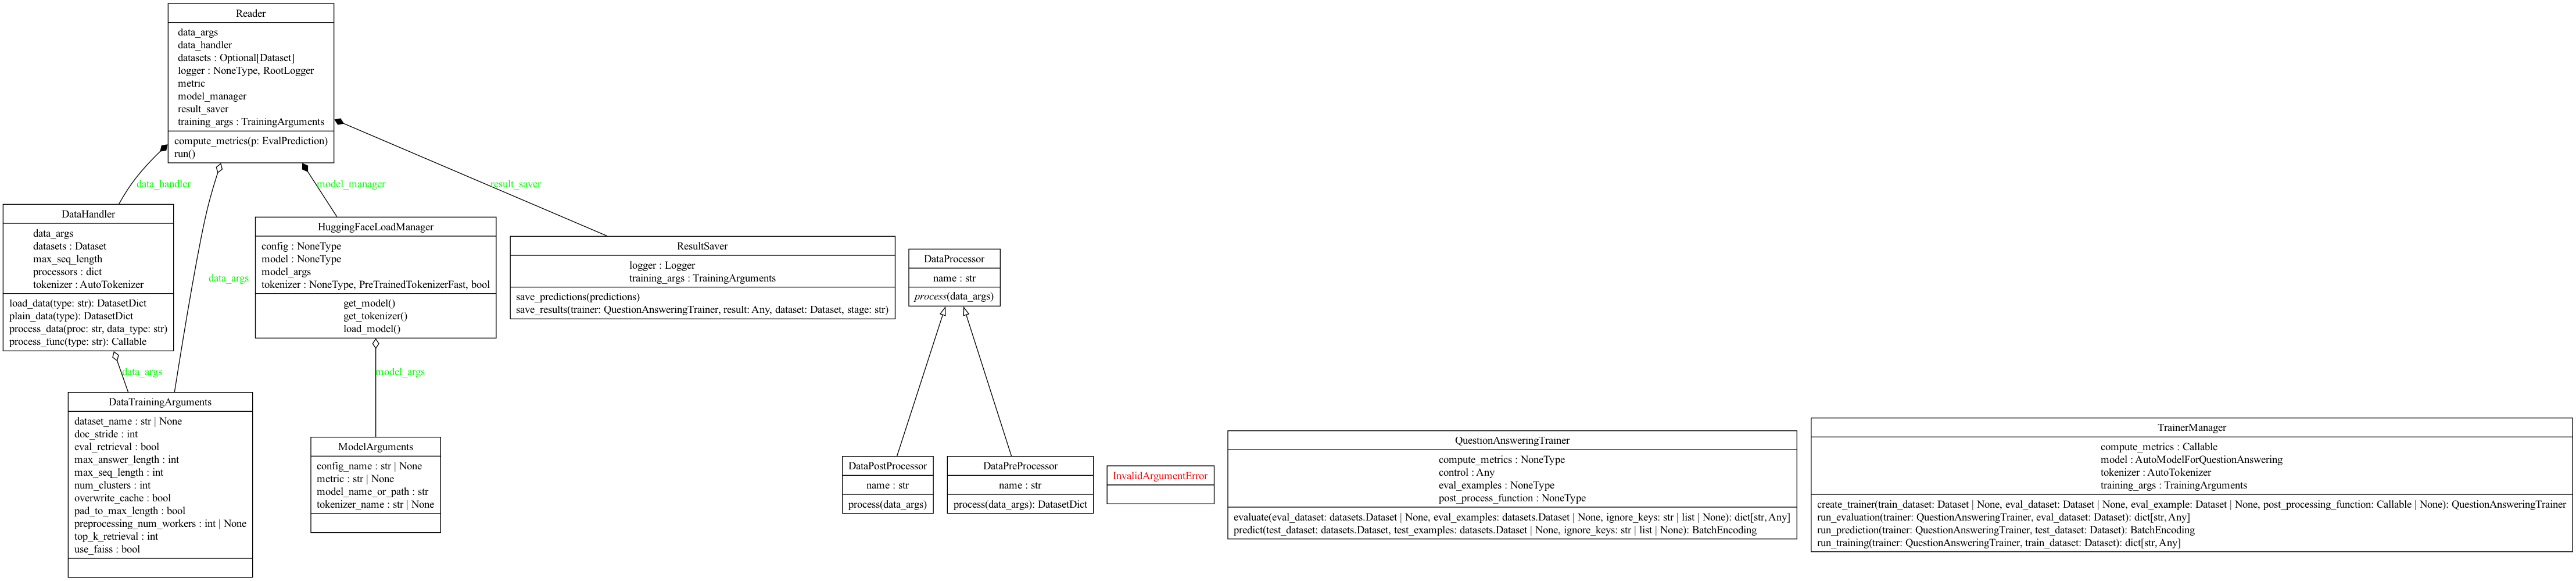 Reader
data_args
data_handler
datasets : Optional[Dataset]
logger : NoneType, RootLogger
metric
model_manager
result_saver
training_args : TrainingArguments
compute_metrics(p: EvalPrediction)
run()
data_handler
model_manager
result_saver
DataHandler
data_args
datasets : Dataset
max_seq_length
processors : dict
tokenizer : AutoTokenizer
load_data(type: str): DatasetDict
plain_data(type): DatasetDict
process_data(proc: str, data_type: str)
process_func(type: str): Callable
data_args
HuggingFaceLoadManager
config : NoneType
model : NoneType
model_args
tokenizer : NoneType, PreTrainedTokenizerFast, bool
get_model()
get_tokenizer()
load_model()
ResultSaver
logger : Logger
training_args : TrainingArguments
save_predictions(predictions)
save_results(trainer: QuestionAnsweringTrainer, result: Any, dataset: Dataset, stage: str)
DataProcessor
name : str
process(data_args)
data_args
model_args
DataTrainingArguments
dataset_name : str | None
doc_stride : int
eval_retrieval : bool
max_answer_length : int
max_seq_length : int
num_clusters : int
overwrite_cache : bool
pad_to_max_length : bool
preprocessing_num_workers : int | None
top_k_retrieval : int
use_faiss : bool
ModelArguments
config_name : str | None
metric : str | None
model_name_or_path : str
tokenizer_name : str | None
DataPostProcessor
name : str
process(data_args)
DataPreProcessor
name : str
process(data_args): DatasetDict
InvalidArgumentError
QuestionAnsweringTrainer
compute_metrics : NoneType
control : Any
eval_examples : NoneType
post_process_function : NoneType
evaluate(eval_dataset: datasets.Dataset | None, eval_examples: datasets.Dataset | None, ignore_keys: str | list | None): dict[str, Any]
predict(test_dataset: datasets.Dataset, test_examples: datasets.Dataset | None, ignore_keys: str | list | None): BatchEncoding
TrainerManager
compute_metrics : Callable
model : AutoModelForQuestionAnswering
tokenizer : AutoTokenizer
training_args : TrainingArguments
create_trainer(train_dataset: Dataset | None, eval_dataset: Dataset | None, eval_example: Dataset | None, post_processing_function: Callable | None): QuestionAnsweringTrainer
run_evaluation(trainer: QuestionAnsweringTrainer, eval_dataset: Dataset): dict[str, Any]
run_prediction(trainer: QuestionAnsweringTrainer, test_dataset: Dataset): BatchEncoding
run_training(trainer: QuestionAnsweringTrainer, train_dataset: Dataset): dict[str, Any]